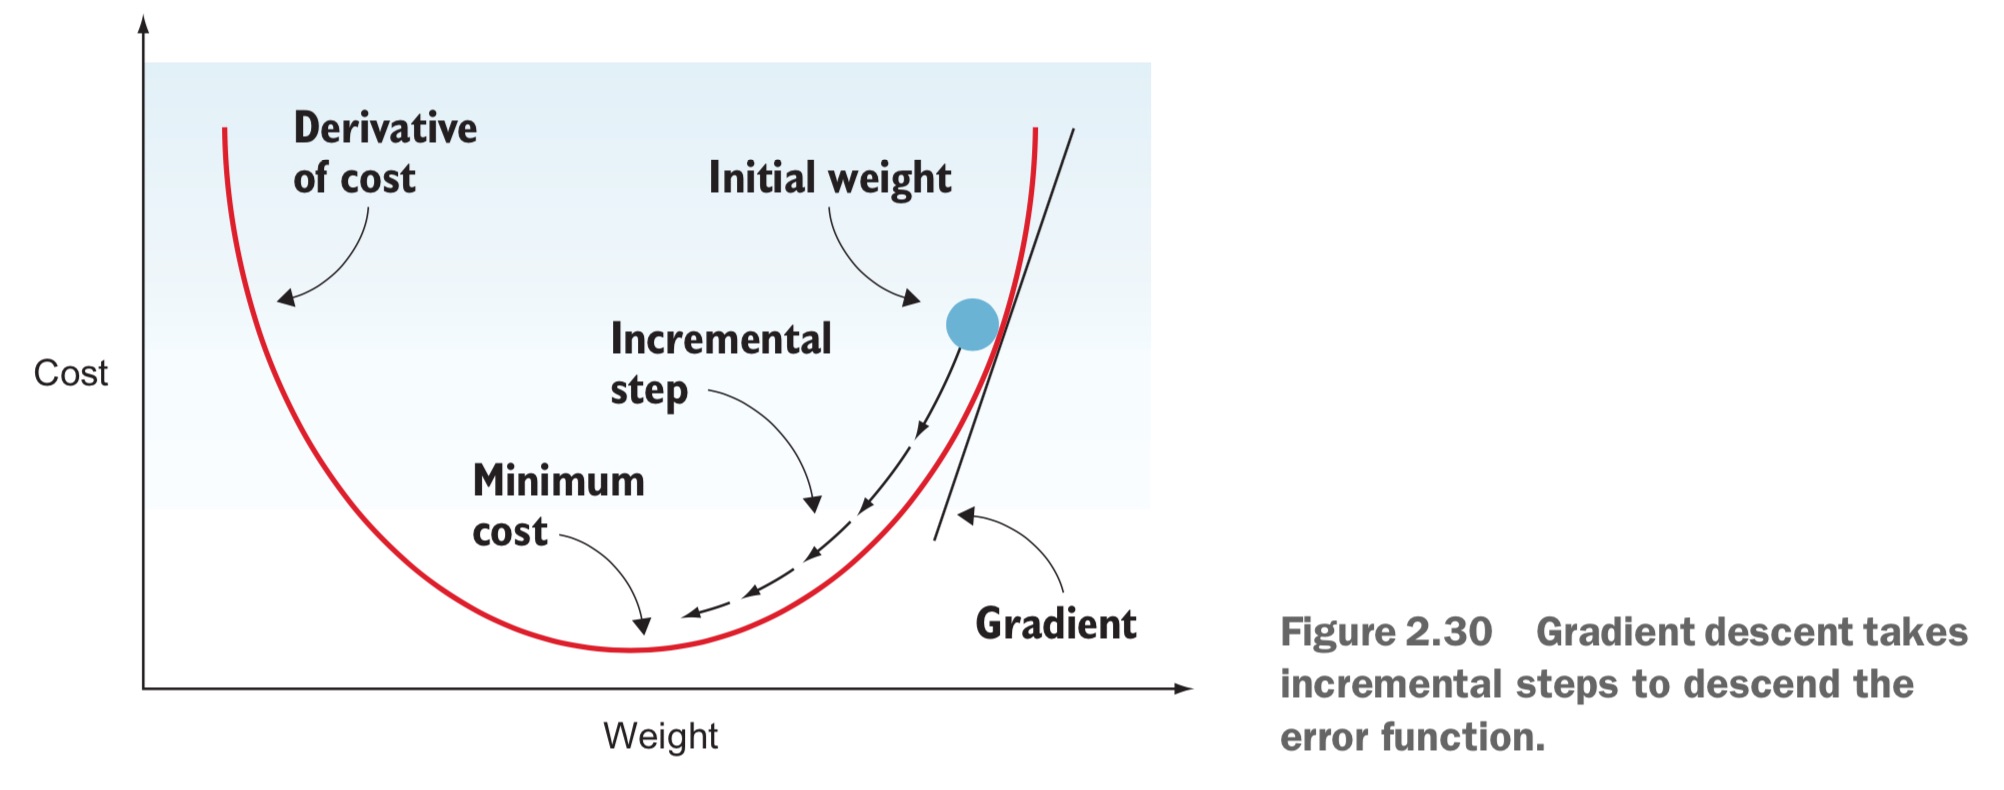 Derivative
of cost
Initial weight
Incremental
step
Cost
Minimum
cost
Gradient
Weight
Figure 2.30 Gradient descent takes
incremental steps to descend the
error function.